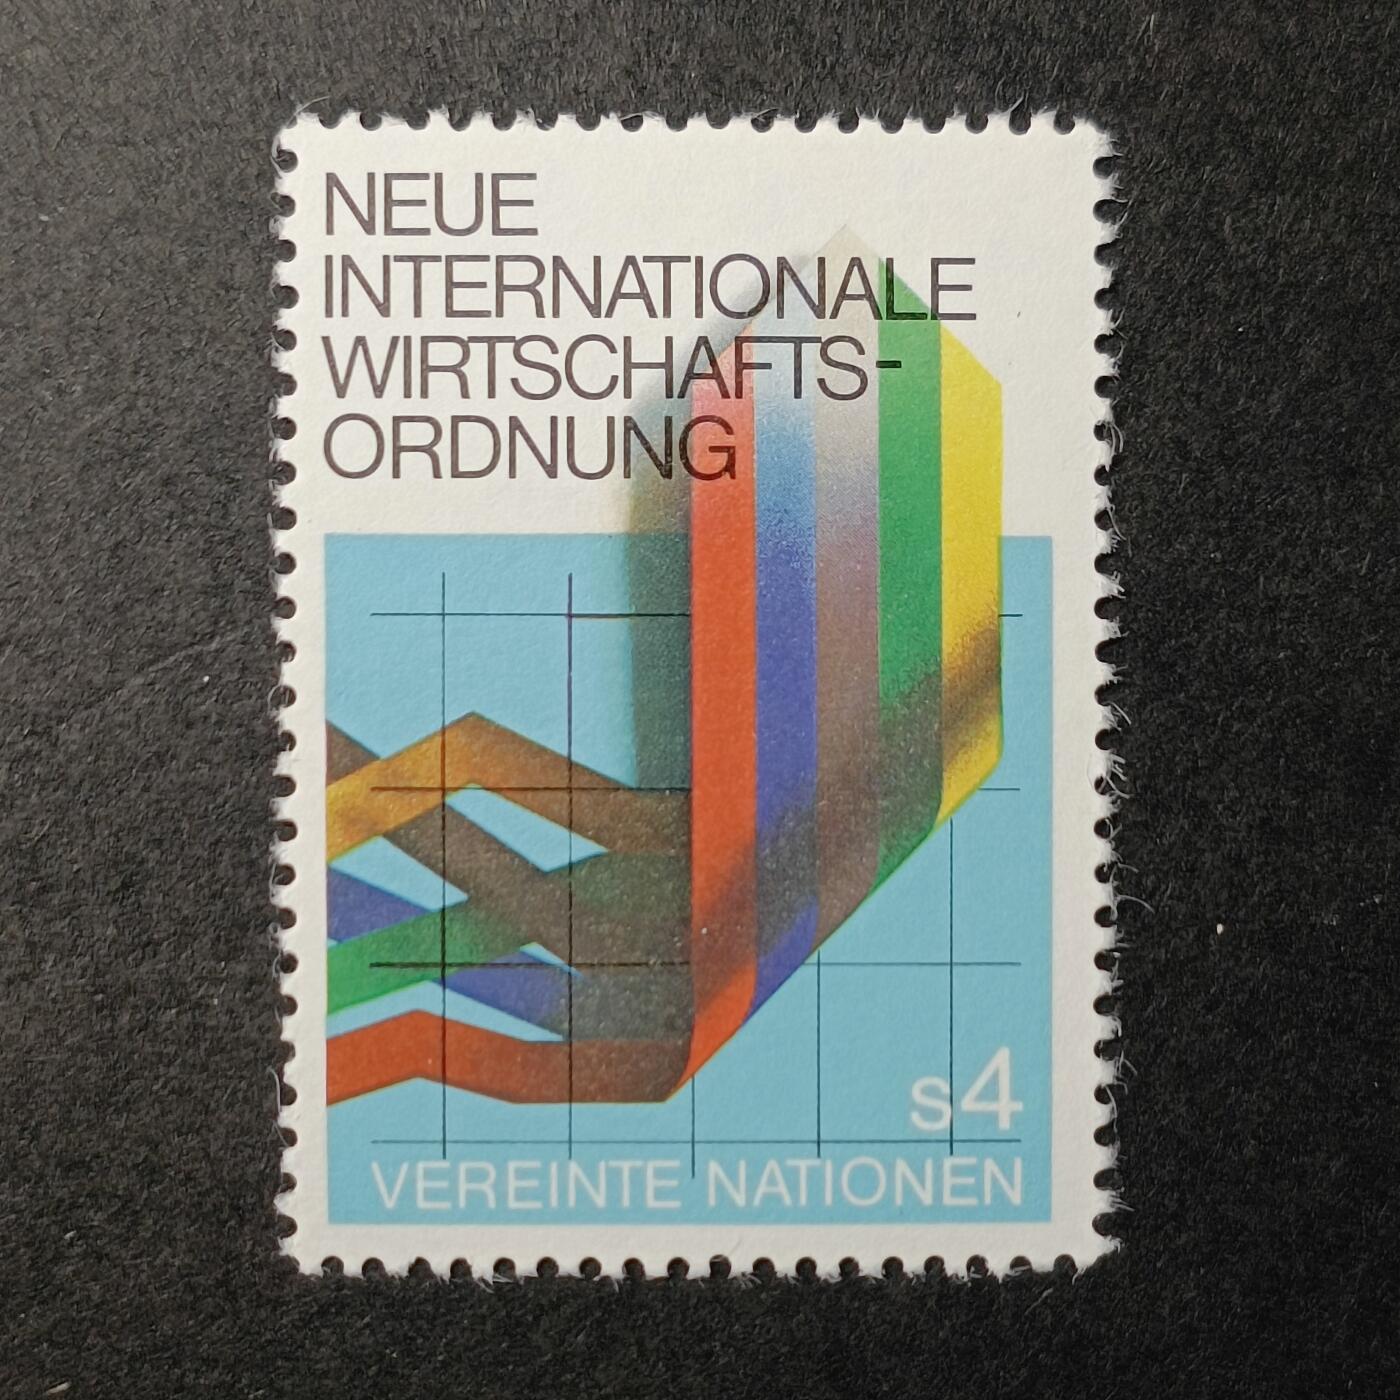 NEUE
INTERNATIONALE
WIRTSCHAFTS-
ORDNUNG
s4
VEREINTE NATIONEN